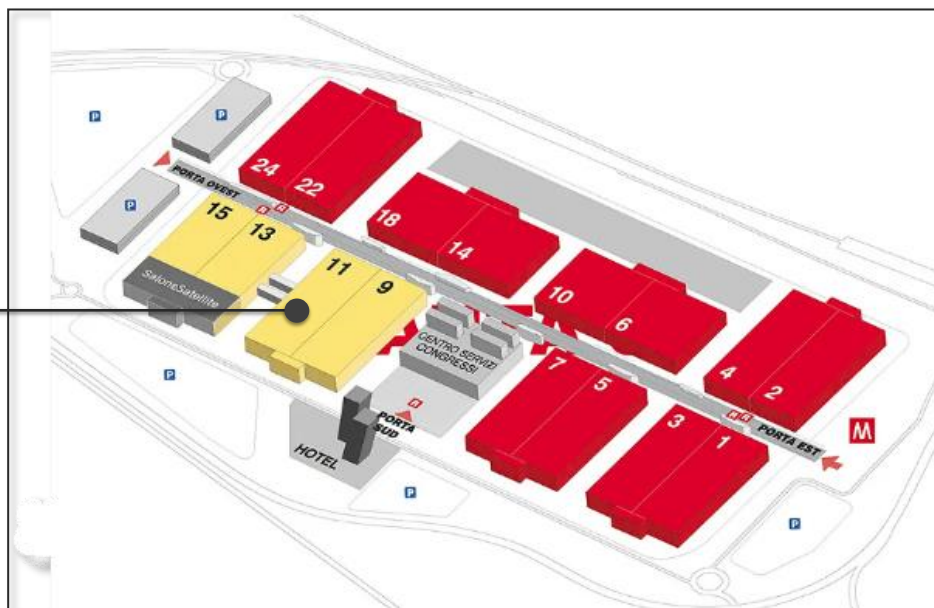 P
P
P
24
22
PORTA OVEST
15
13
SaloneSatellite
11
9
18
14
10
6
4
2
CENTRO SERVIZI
CONGRESSI
7
5
3
1
PORTA EST
M
PORTA
SUD
HOTEL
P
P
P